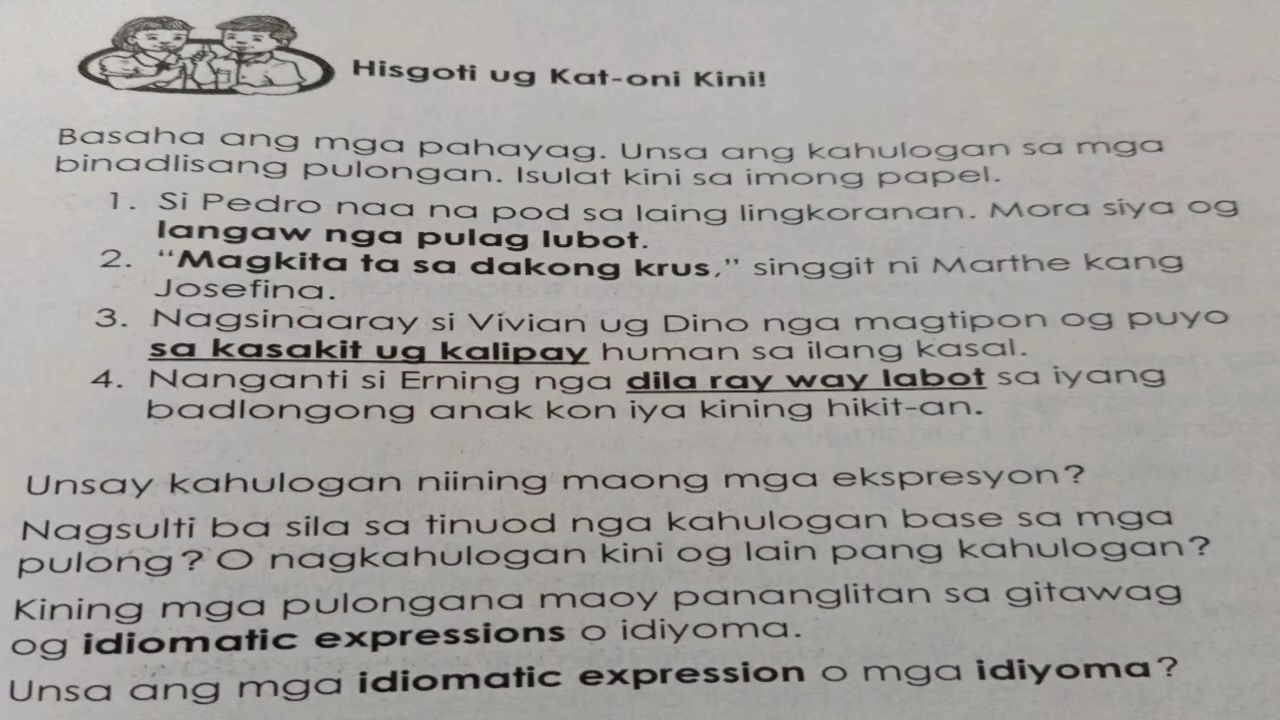 Hisgoti ug Kat-oni Kini!
Basaha ang mga pahayag. Unsa ang kahulogan sa mga
binadlisang pulongan. Isulat kini sa imong papel.
1. Si Pedro naa na pod sa laing lingkoranan. Mora siya og
langaw nga pulag lubot.
2. “Magkita ta sa dakong krus,” singgit ni Marthe kang
Josefina.
3. Nagsinaaray si Vivian ug Dino nga magtipon og puyo
sa kasakit ug kalipay human sa ilang kasal.
4. Nanganti si Erning nga dila ray way labot sa iyang
badlongong anak kon iya kining hikit-an.
Unsay kahulogan niining maong mga ekspresyon?
Nagsulti ba sila sa tinuod nga kahulogan base sa mga
pulong? O nagkahulogan kini og lain pang kahulogan?
Kining mga pulongana maoy pananglitan sa gitawag
og idiomatic expressions o idiyoma.
Unsa ang mga idiomatic expression o mga idiyoma?